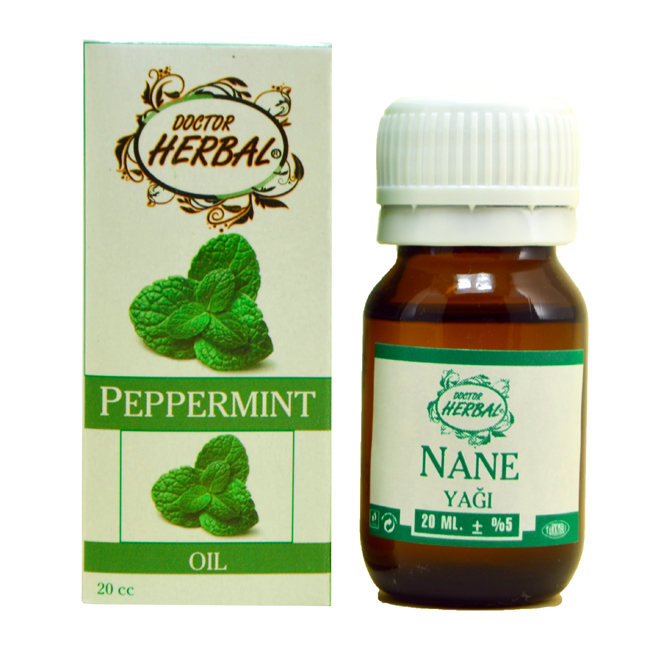 DOCTOR
HERBAL®
PEPPERMINT
OIL
20 cc
DOCTOR
HERBAL®
NANE
YAĞI
20 ML. ± %5